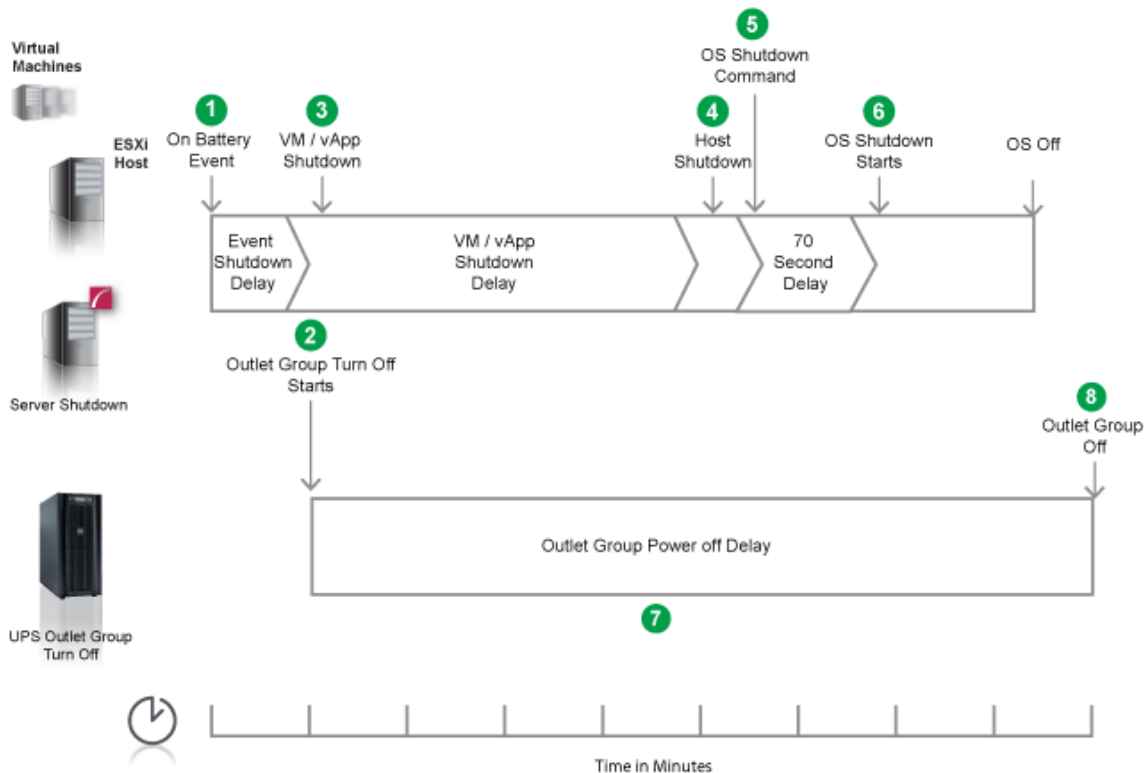 Virtual
Machines
ESXi
Host
1
On Battery
Event
3
VM / vApp
Shutdown
4
Host
Shutdown
5
OS Shutdown
Command
6
OS Shutdown
Starts
OS Off
Event
Shutdown
Delay
VM / vApp
Shutdown
Delay
70
Second
Delay
Server Shutdown
2
Outlet Group Turn Off
Starts
8
Outlet Group
Off
Outlet Group Power off Delay
7
UPS Outlet Group
Turn Off
Time in Minutes